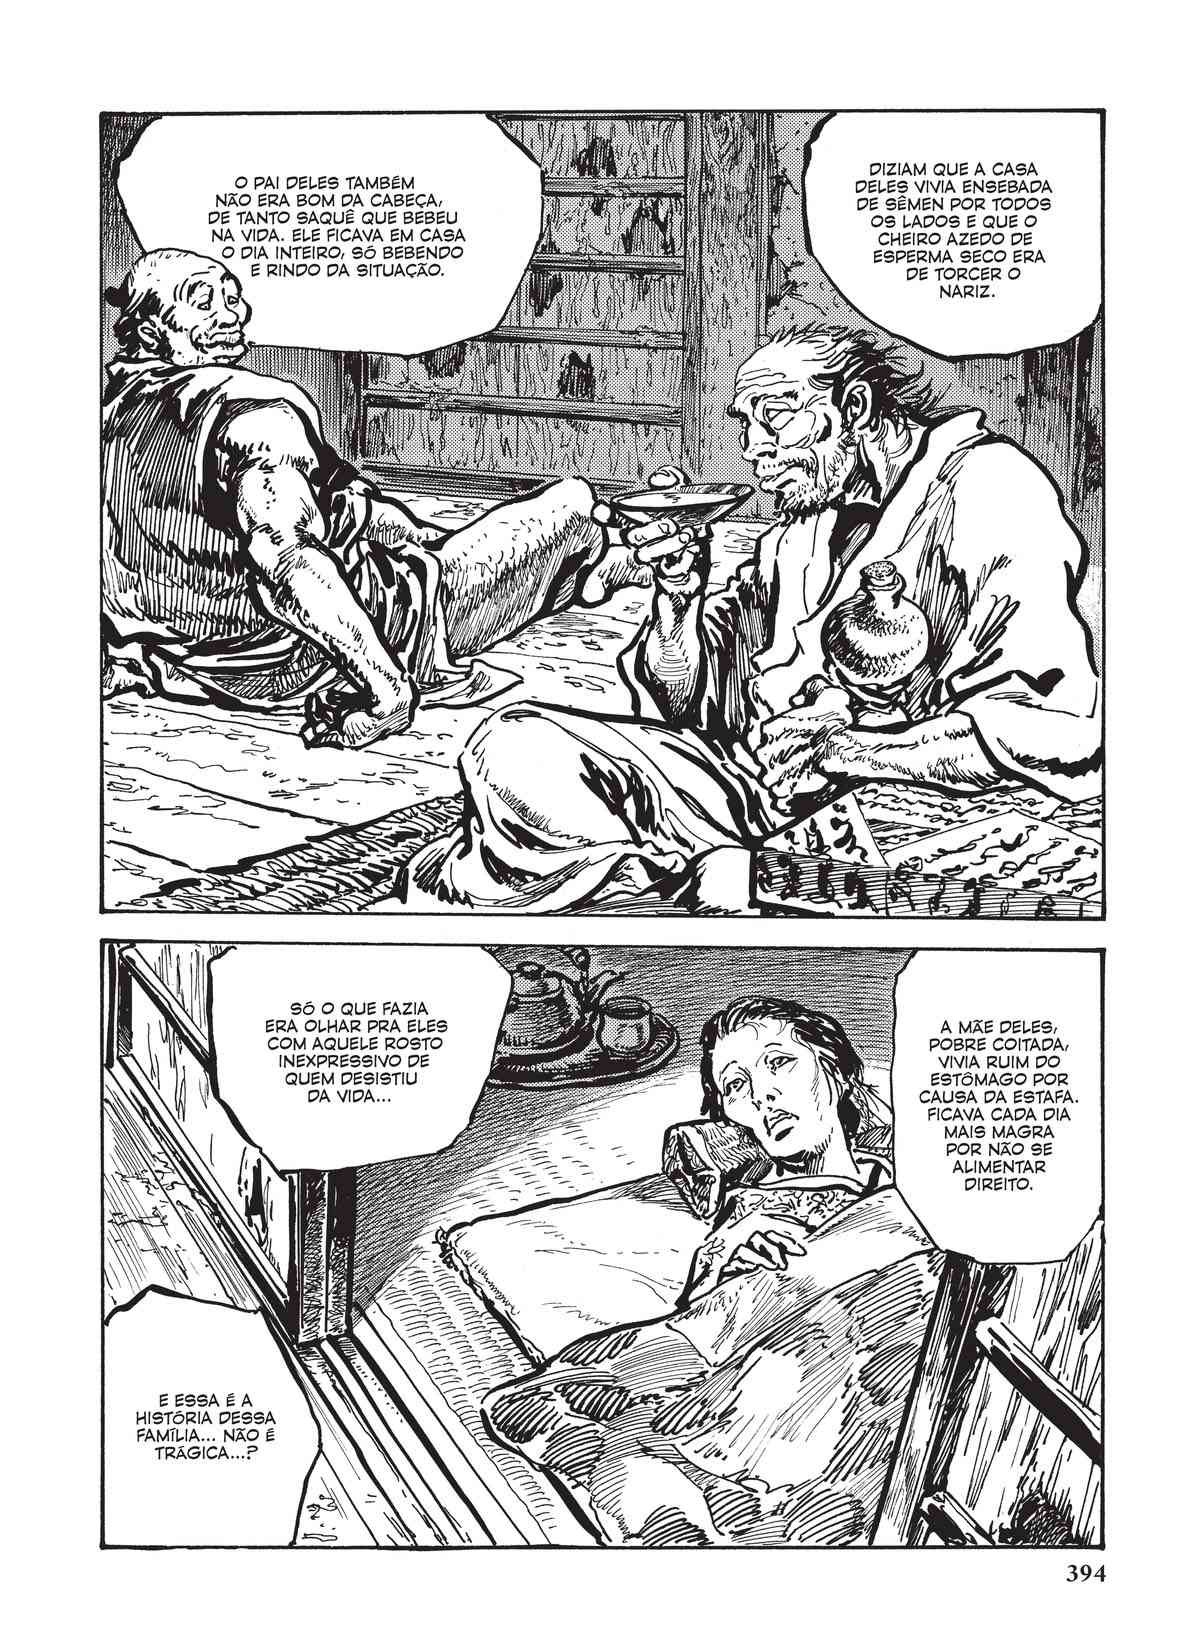 DIZIAM QUE A CASA
DELES VIVIA ENSEBADA
DE SÊMEN POR TODOS
OS LADOS E QUE O
CHEIRO AZEDO DE
ESPERMA SECO ERA
DE TORCER O
NARIZ.
O PAI DELES TAMBÉM
NÃO ERA BOM DA CABEÇA,
DE TANTO SAQUÊ QUE BEBEU
NA VIDA. ELE FICAVA EM CASA
O DIA INTEIRO, SÓ BEBENDO
E RINDO DA SITUAÇÃO.
A MÃE DELES,
POBRE COITADA,
VIVIA RUIM DO
ESTÔMAGO POR
CAUSA DA ESTAFA.
FICAVA CADA DIA
MAIS MAGRA
POR NÃO SE
ALIMENTAR
DIREITO.
SÓ O QUE FAZIA
ERA OLHAR PRA ELES
COM AQUELE ROSTO
INEXPRESSIVO DE
QUEM DESISTIU
DA VIDA...
E ESSA É A
HISTÓRIA DESSA
FAMÍLIA... NÃO É
TRÁGICA...?
394